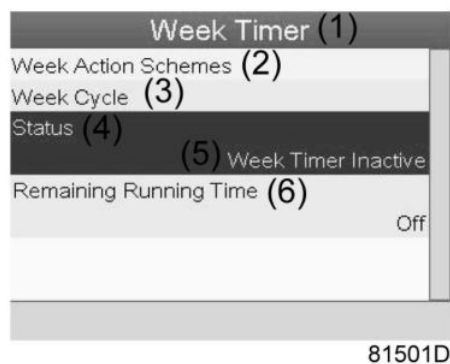 Week Timer (1)
Week Action Schemes (2)
Week Cycle (3)
Status (4)
(5) Week Timer Inactive
Remaining Running Time (6)
Off
81501D